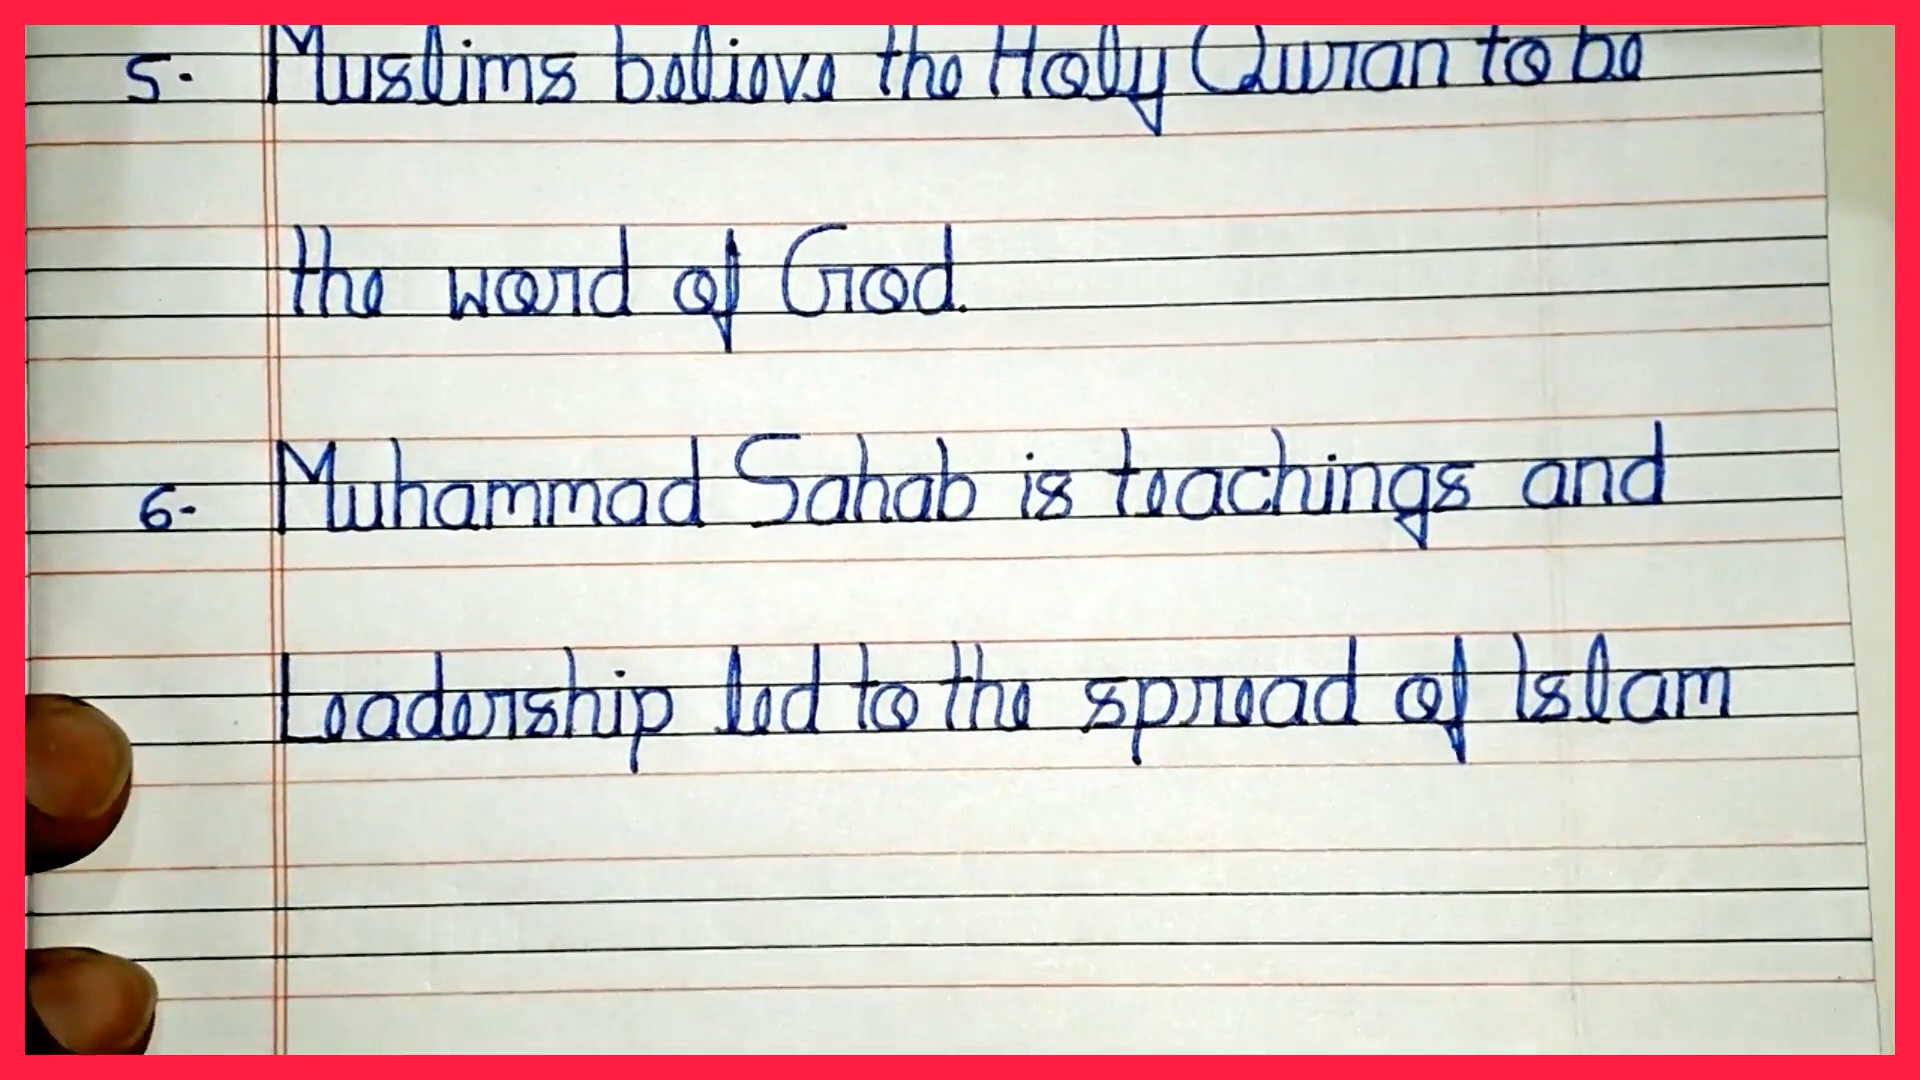 5. Muslims believe the Holy Quran to be
the word of God.
6- Muhammad Sahab is teachings and
Leadership led to the spread of Islam